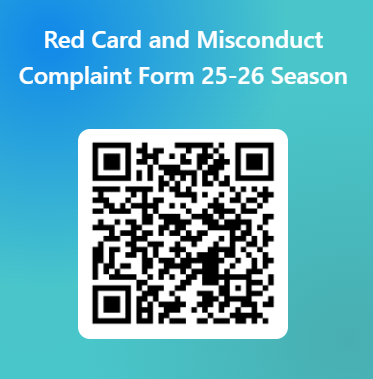 Red Card and Misconduct
Complaint Form 25-26 Season